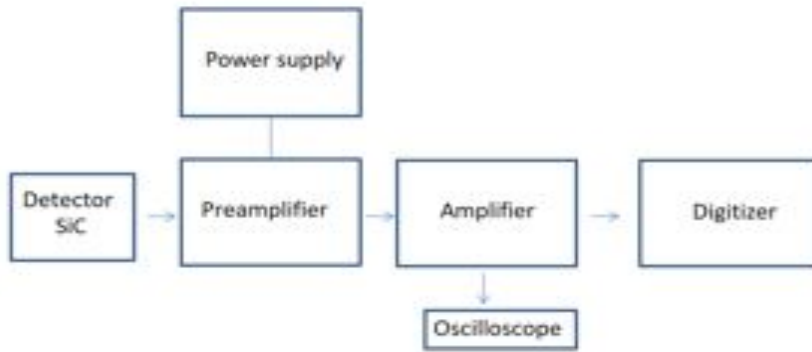 Power supply
Detector
SiC
Preamplifier
Amplifier
Digitizer
Oscilloscope